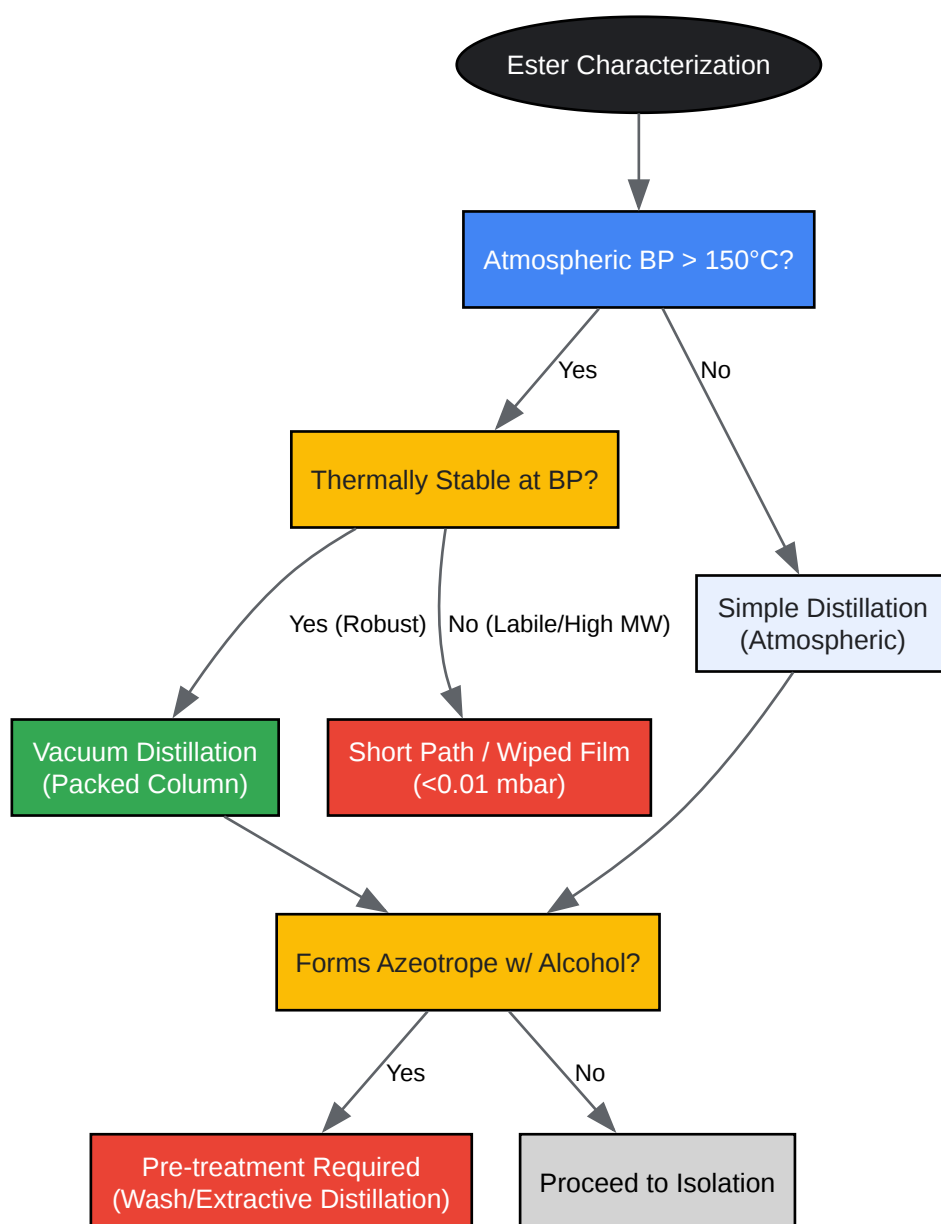 Ester Characterization
Atmospheric BP > 150°C?
Yes
No
Thermally Stable at BP?
Simple Distillation
(Atmospheric)
Yes (Robust)
No (Labile/High MW)
Vacuum Distillation
(Packed Column)
Short Path / Wiped Film
(<0.01 mbar)
Forms Azeotrope w/ Alcohol?
Yes
No
Pre-treatment Required
(Wash/Extractive Distillation)
Proceed to Isolation